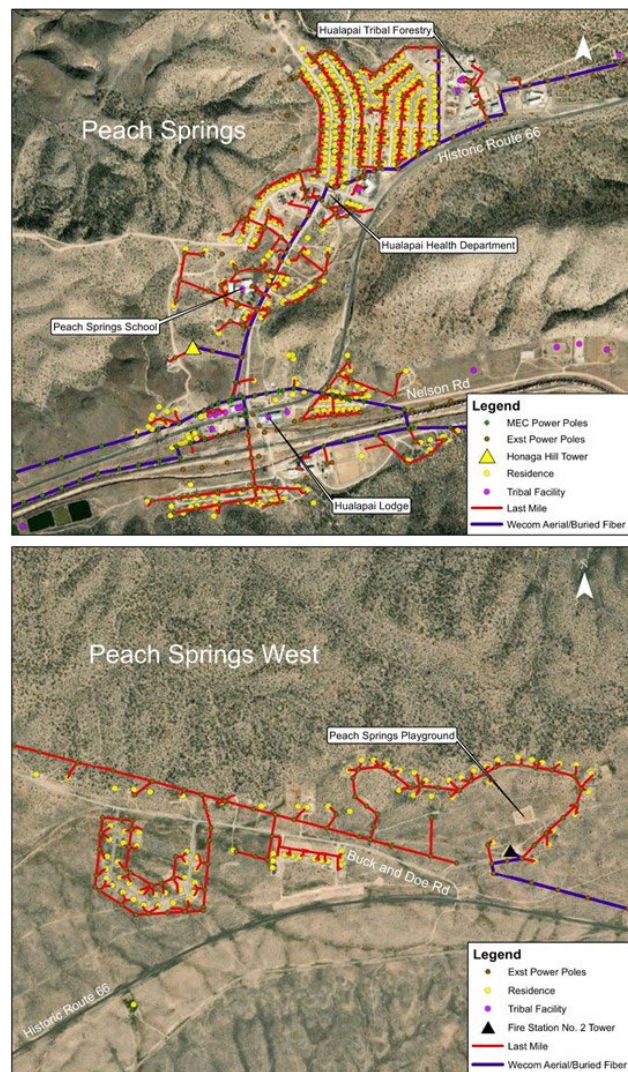 Hualapai Tribal Forestry
N
Peach Springs
Historic Route 66
Hualapai Health Department
Peach Springs School
Nelson Rd
Hualapai Lodge
Legend
MEC Power Poles
Exst Power Poles
Honaga Hill Tower
Residence
Tribal Facility
Last Mile
Wecom Aerial/Buried Fiber
N
Peach Springs West
Peach Springs Playground
Buck and Doe Rd
Historic Route 66
Legend
Exst Power Poles
Residence
Tribal Facility
Fire Station No. 2 Tower
Last Mile
Wecom Aerial/Buried Fiber